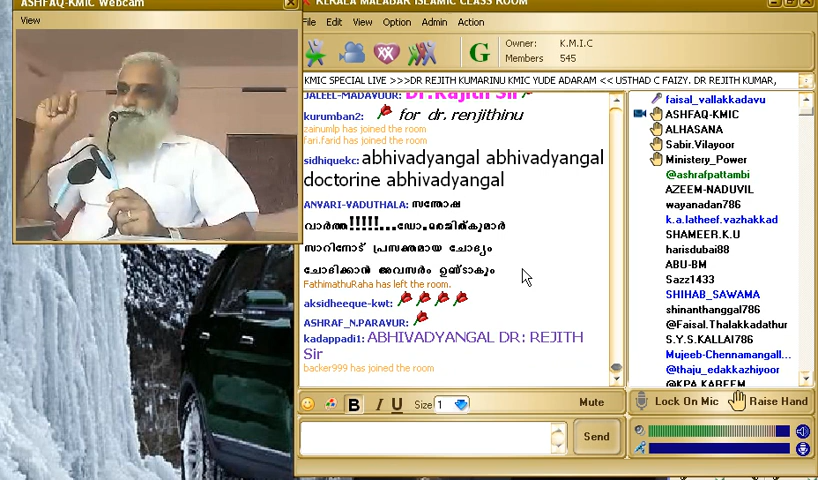 ASHFAQ-KMIC Webcam
View
KERALA MALABAR ISLAMIC CLASS ROOM
File Edit View Option Admin Action
G
Owner: K.M.I.C
Members 545
KMIC SPECIAL LIVE >>>DR REJITH KUMARINU KMIC YUDE ADARAM << USTHAD C FAIZY. DR REJITH KUMAR,
JALEEL-MADAVOOR: Dr.Rajith Sir
kurumban2: for dr. renjithinu
zainumlp has joined the room
fari.farid has joined the room
sidhiquekc: abhivadyangal abhivadyangal
doctorine abhivadyangal
ANVARI-VADUTHALA: സന്തോഷ
വാർത്ത!!!!!...ഡോ.രെജിത്കുമാർ
സാറിനോട് പ്രസക്തമായ ചോദ്യം
ചോദിക്കാൻ അവസരം ഉണ്ടാകും
FathimathuRaha has left the room.
aksidheeque-kwt:
ASHRAF_N.PARAVUR:
kadappadi1: ABHIVADYANGAL DR: REJITH
Sir
backer999 has joined the room
faisal_vallakkadavu
ASHFAQ-KMIC
ALHASANA
Sabir.Vilayoor
Ministery_Power
@ashrafpattambi
AZEEM-NADUVIL
wayanadan786
k.a.latheef.vazhakkad
SHAMEER.K.U
harisdubai88
ABU-BM
Sazz1433
SHIHAB_SAWAMA
shinanthanggal786
@Faisal.Thalakkadathur
S.Y.S.KALLAI786
Mujeeb-Chennamangall...
@thaju_edakkazhiyoor
@KPA KAREEM
B I U Size 1 Mute
Lock On Mic Raise Hand
Send